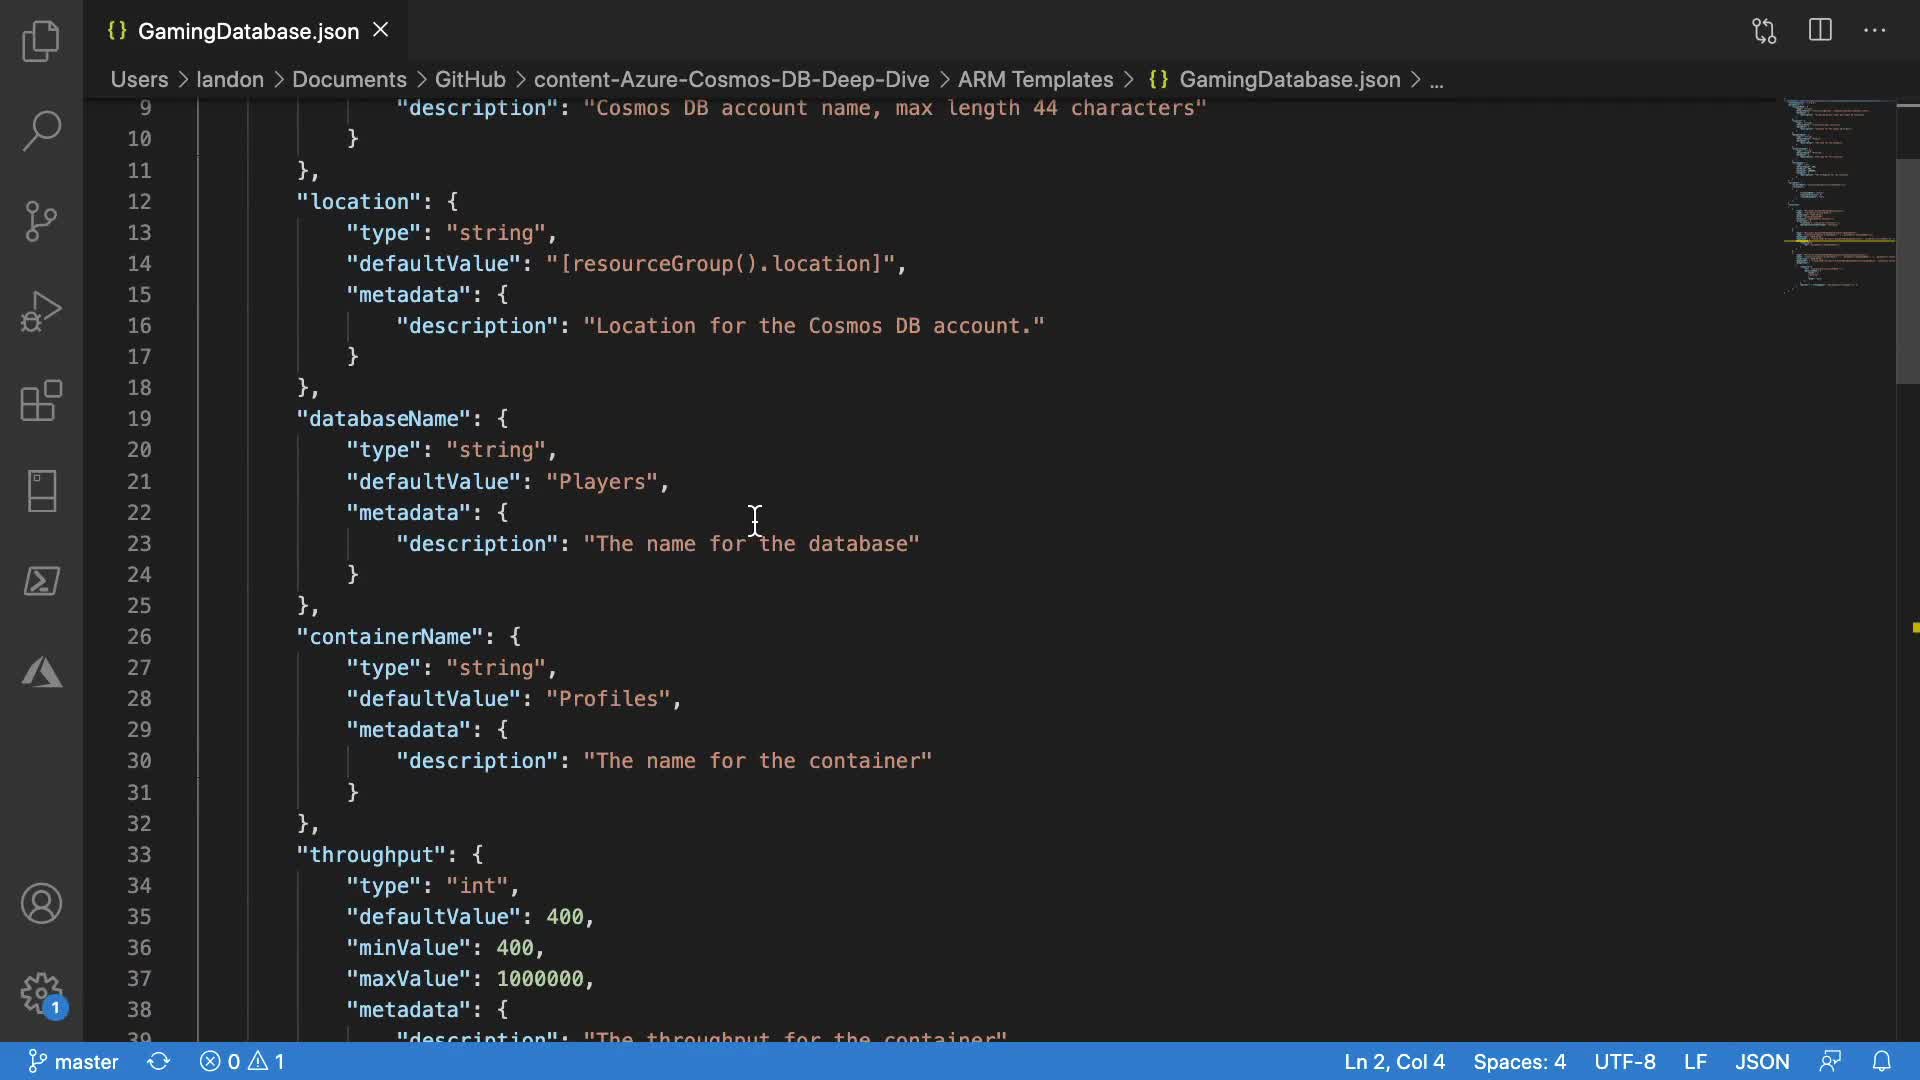 {} GamingDatabase.json
Users > landon > Documents > GitHub > content-Azure-Cosmos-DB-Deep-Dive > ARM Templates > {} GamingDatabase.json > ...
9 "description": "Cosmos DB account name, max length 44 characters"
10 }
11 },
12 "location": {
13 "type": "string",
14 "defaultValue": "[resourceGroup().location]",
15 "metadata": {
16 "description": "Location for the Cosmos DB account."
17 }
18 },
19 "databaseName": {
20 "type": "string",
21 "defaultValue": "Players",
22 "metadata": {
23 "description": "The name for the database"
24 }
25 },
26 "containerName": {
27 "type": "string",
28 "defaultValue": "Profiles",
29 "metadata": {
30 "description": "The name for the container"
31 }
32 },
33 "throughput": {
34 "type": "int",
35 "defaultValue": 400,
36 "minValue": 400,
37 "maxValue": 1000000,
38 "metadata": {
39 "description": "The throughput for the container"
1
master 0 1 Ln 2, Col 4 Spaces: 4 UTF-8 LF JSON